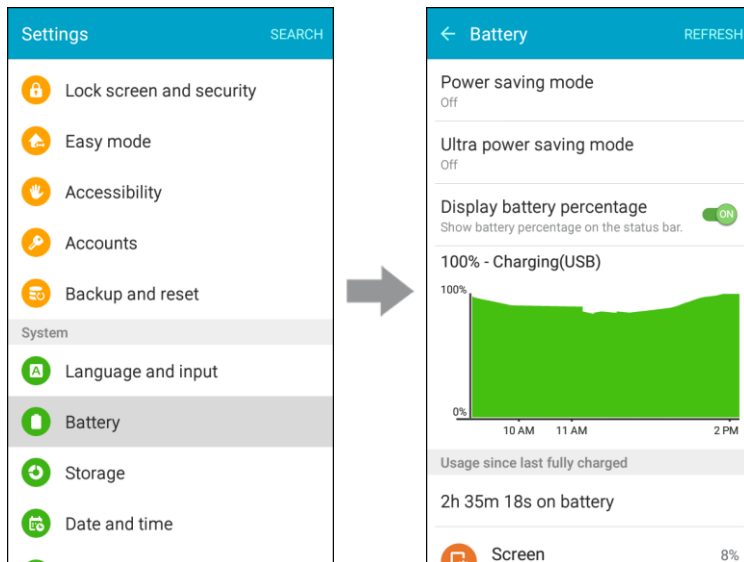 Settings SEARCH
Lock screen and security
Easy mode
Accessibility
Accounts
Backup and reset
System
Language and input
Battery
Storage
Date and time
Battery REFRESH
Power saving mode
Off
Ultra power saving mode
Off
Display battery percentage
Show battery percentage on the status bar.
ON
100% - Charging(USB)
100%
0%
10 AM 11 AM 2 PM
Usage since last fully charged
2h 35m 18s on battery
Screen 8%